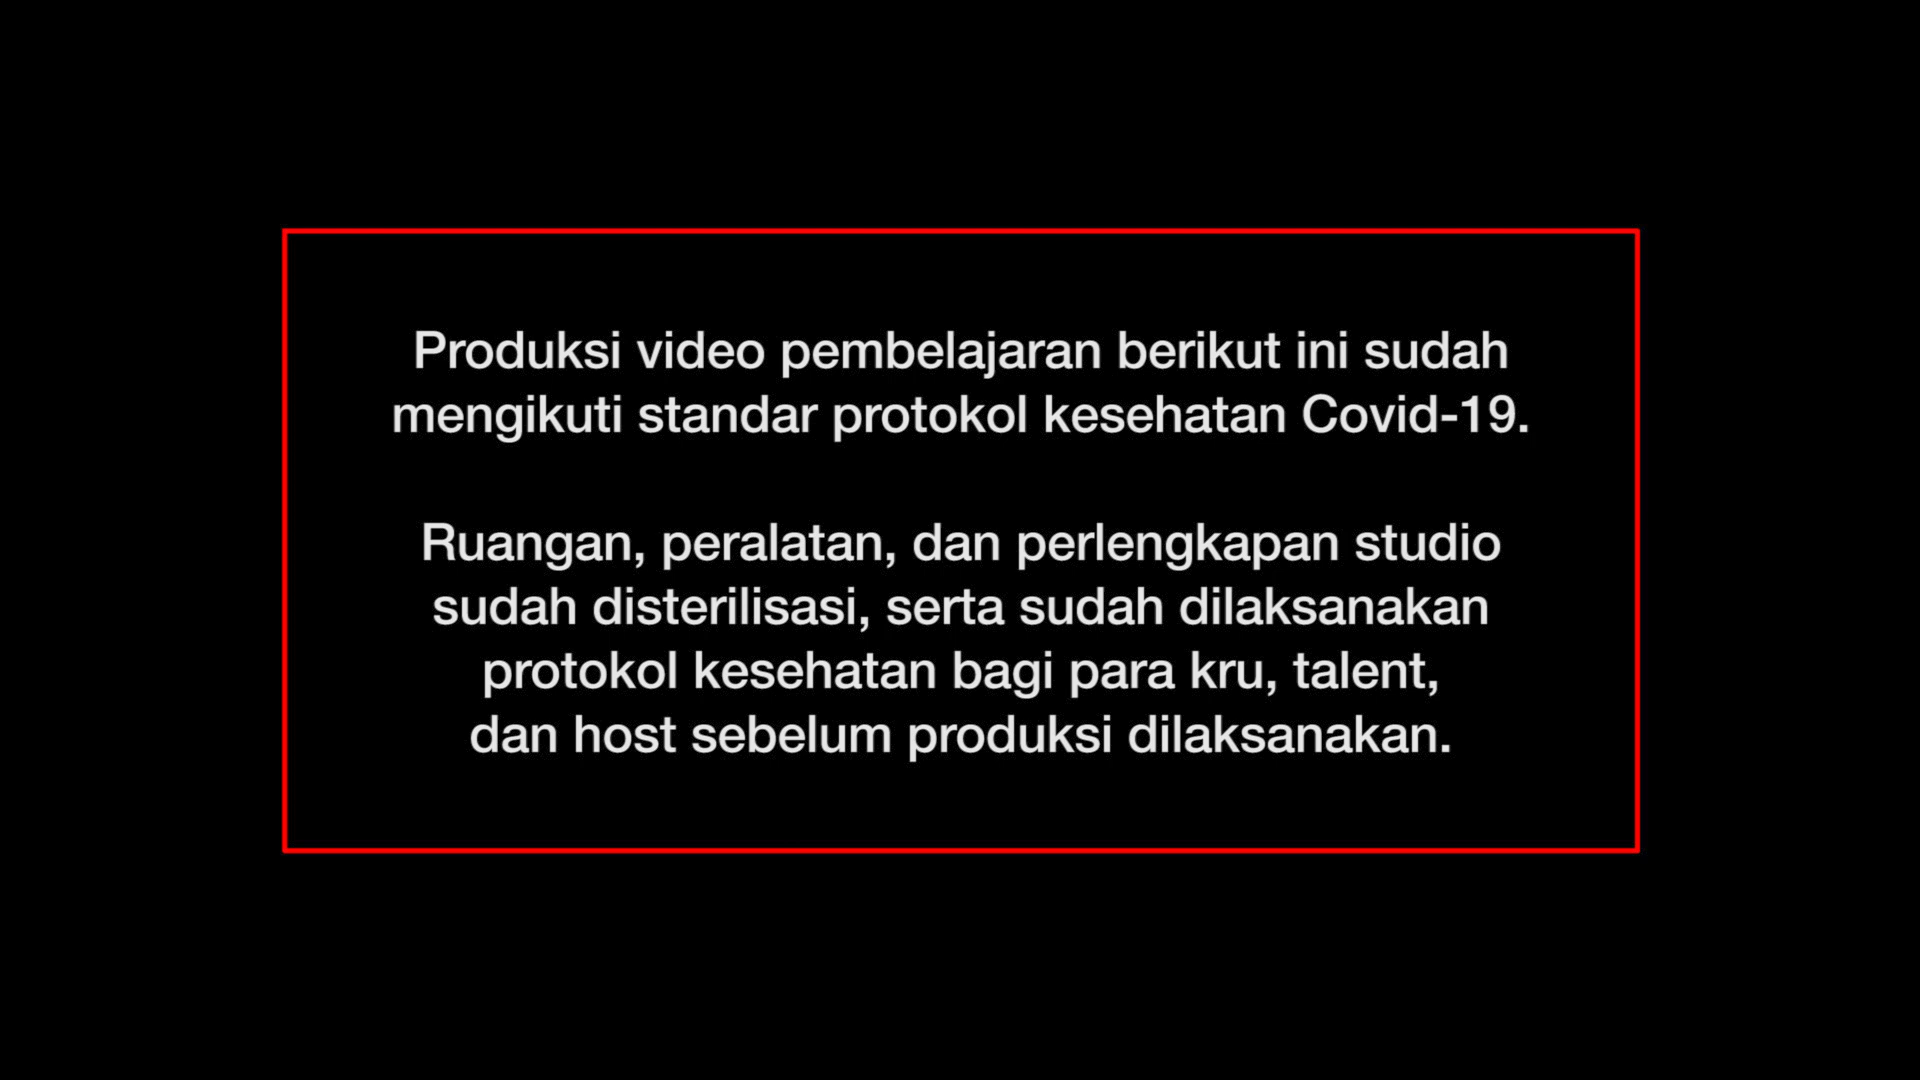 Produksi video pembelajaran berikut ini sudah
mengikuti standar protokol kesehatan Covid-19.
Ruangan, peralatan, dan perlengkapan studio
sudah disterilisasi, serta sudah dilaksanakan
protokol kesehatan bagi para kru, talent,
dan host sebelum produksi dilaksanakan.